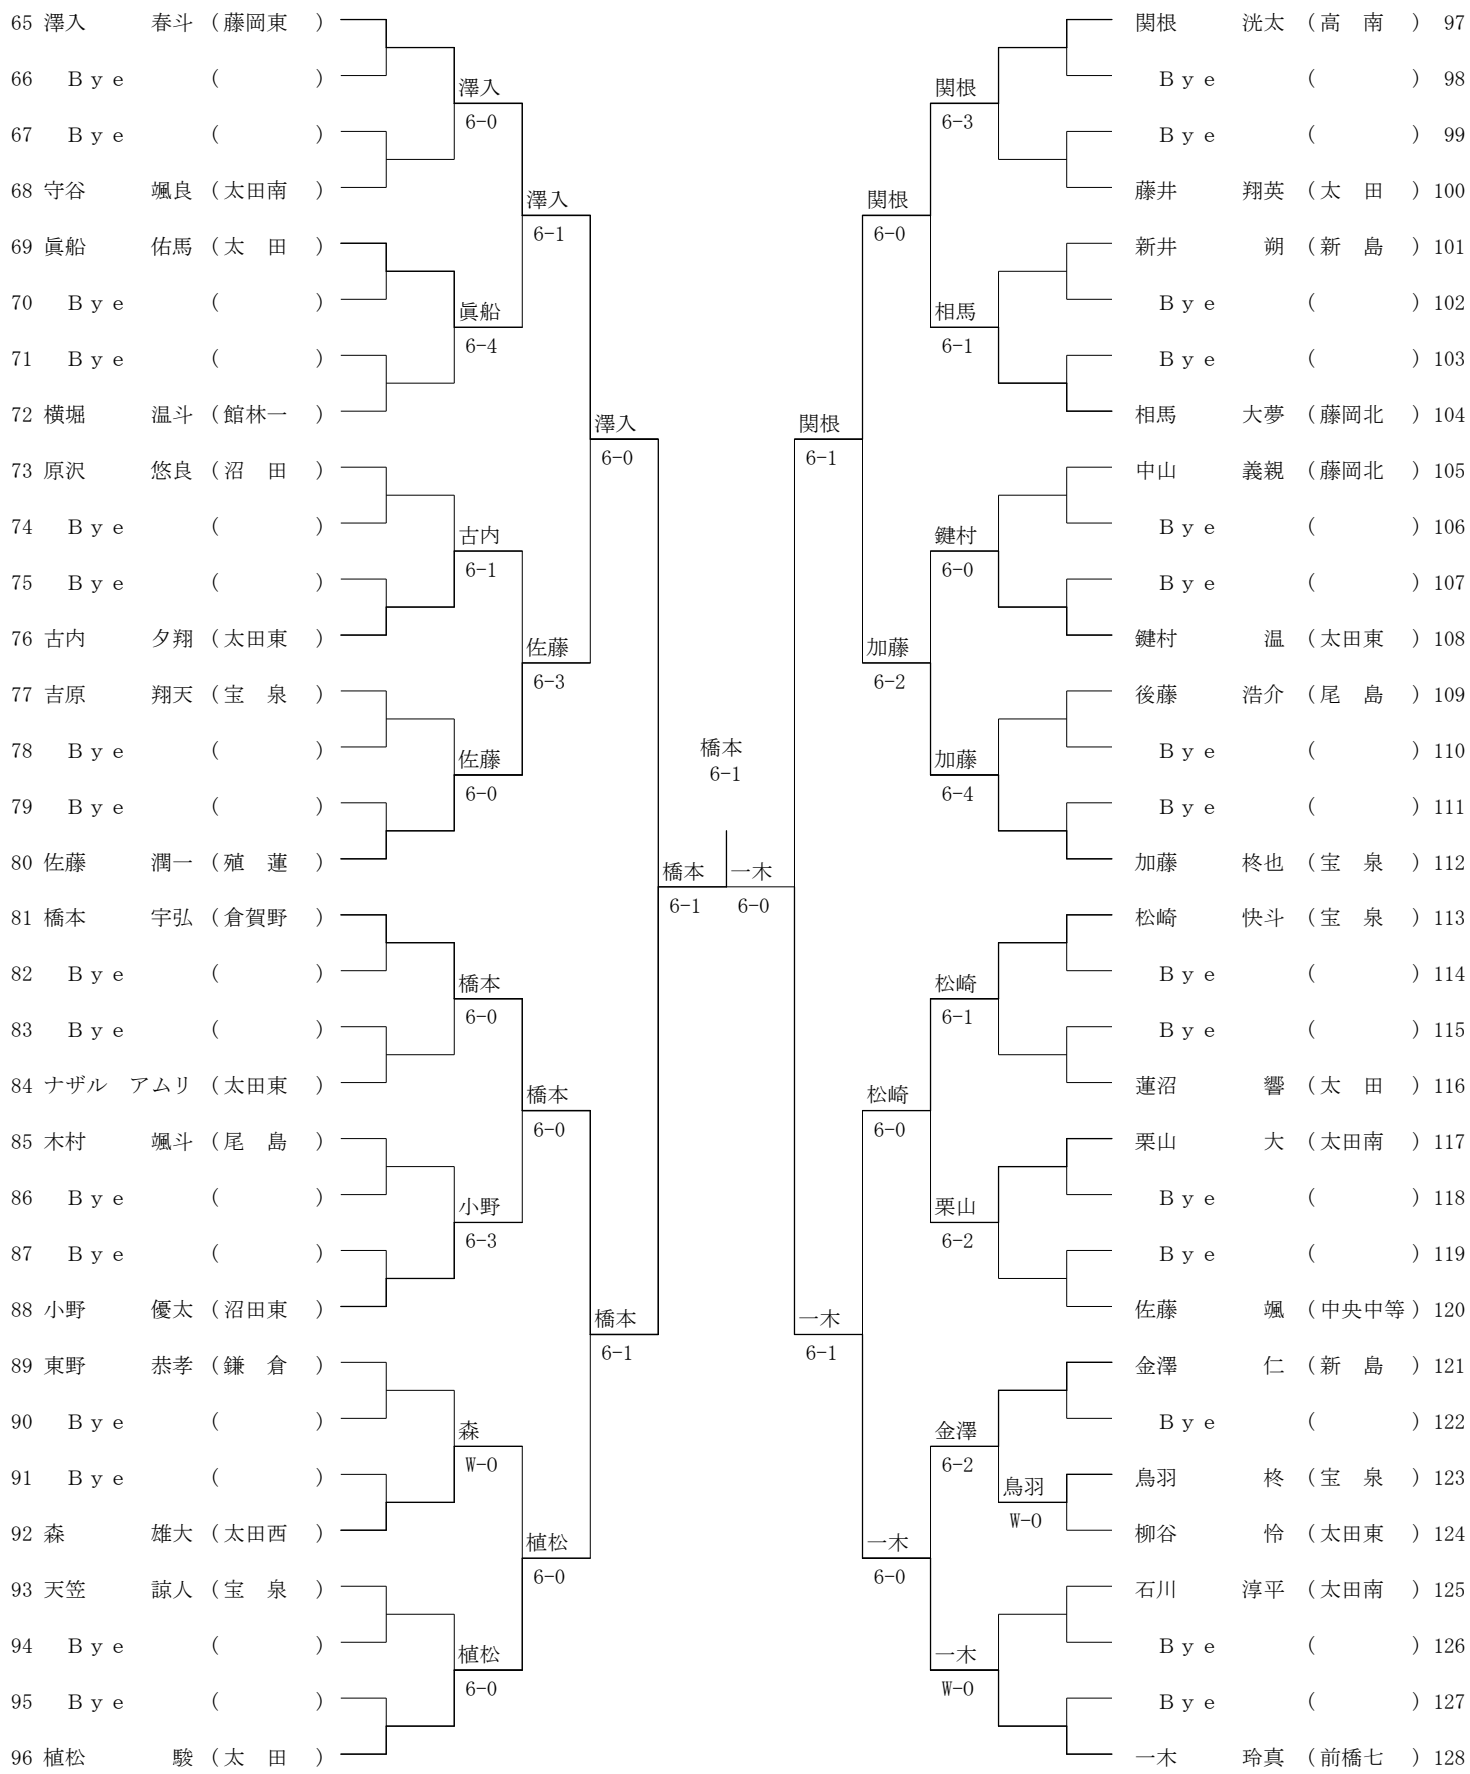 65 澤入 春斗 （藤岡東 ）
66 Ｂｙｅ （ ）
67 Ｂｙｅ （ ）
68 守谷 颯良 （太田南 ）
69 眞船 佑馬 （太 田 ）
70 Ｂｙｅ （ ）
71 Ｂｙｅ （ ）
72 横堀 温斗 （館林一 ）
73 原沢 悠良 （沼 田 ）
74 Ｂｙｅ （ ）
75 Ｂｙｅ （ ）
76 古内 夕翔 （太田東 ）
77 吉原 翔天 （宝 泉 ）
78 Ｂｙｅ （ ）
79 Ｂｙｅ （ ）
80 佐藤 潤一 （殖 蓮 ）
81 橋本 宇弘 （倉賀野 ）
82 Ｂｙｅ （ ）
83 Ｂｙｅ （ ）
84 ナザル アムリ （太田東 ）
85 木村 颯斗 （尾 島 ）
86 Ｂｙｅ （ ）
87 Ｂｙｅ （ ）
88 小野 優太 （沼田東 ）
89 東野 恭孝 （鎌 倉 ）
90 Ｂｙｅ （ ）
91 Ｂｙｅ （ ）
92 森 雄大 （太田西 ）
93 天笠 諒人 （宝 泉 ）
94 Ｂｙｅ （ ）
95 Ｂｙｅ （ ）
96 植松 駿 （太 田 ）
澤入
6-0
眞船
6-4
古内
6-1
佐藤
6-0
橋本
6-0
小野
6-3
森
W-0
植松
6-0
澤入
6-1
佐藤
6-3
橋本
6-0
植松
6-0
澤入
6-0
橋本
6-1
橋本
6-1
橋本
6-1
一木
6-0
関根
6-1
一木
6-1
関根
6-0
加藤
6-2
松崎
6-0
一木
6-0
関根
6-3
相馬
6-1
鍵村
6-0
加藤
6-4
松崎
6-1
栗山
6-2
金澤
6-2
一木
W-0
鳥羽
W-0
関根 洸太 （高 南 ） 97
Ｂｙｅ （ ） 98
Ｂｙｅ （ ） 99
藤井 翔英 （太 田 ） 100
新井 朔 （新 島 ） 101
Ｂｙｅ （ ） 102
Ｂｙｅ （ ） 103
相馬 大夢 （藤岡北 ） 104
中山 義親 （藤岡北 ） 105
Ｂｙｅ （ ） 106
Ｂｙｅ （ ） 107
鍵村 温 （太田東 ） 108
後藤 浩介 （尾 島 ） 109
Ｂｙｅ （ ） 110
Ｂｙｅ （ ） 111
加藤 柊也 （宝 泉 ） 112
松崎 快斗 （宝 泉 ） 113
Ｂｙｅ （ ） 114
Ｂｙｅ （ ） 115
蓮沼 響 （太 田 ） 116
栗山 大 （太田南 ） 117
Ｂｙｅ （ ） 118
Ｂｙｅ （ ） 119
佐藤 颯 （中央中等 ） 120
金澤 仁 （新 島 ） 121
Ｂｙｅ （ ） 122
鳥羽 柊 （宝 泉 ） 123
柳谷 怜 （太田東 ） 124
石川 淳平 （太田南 ） 125
Ｂｙｅ （ ） 126
Ｂｙｅ （ ） 127
一木 玲真 （前橋七 ） 128